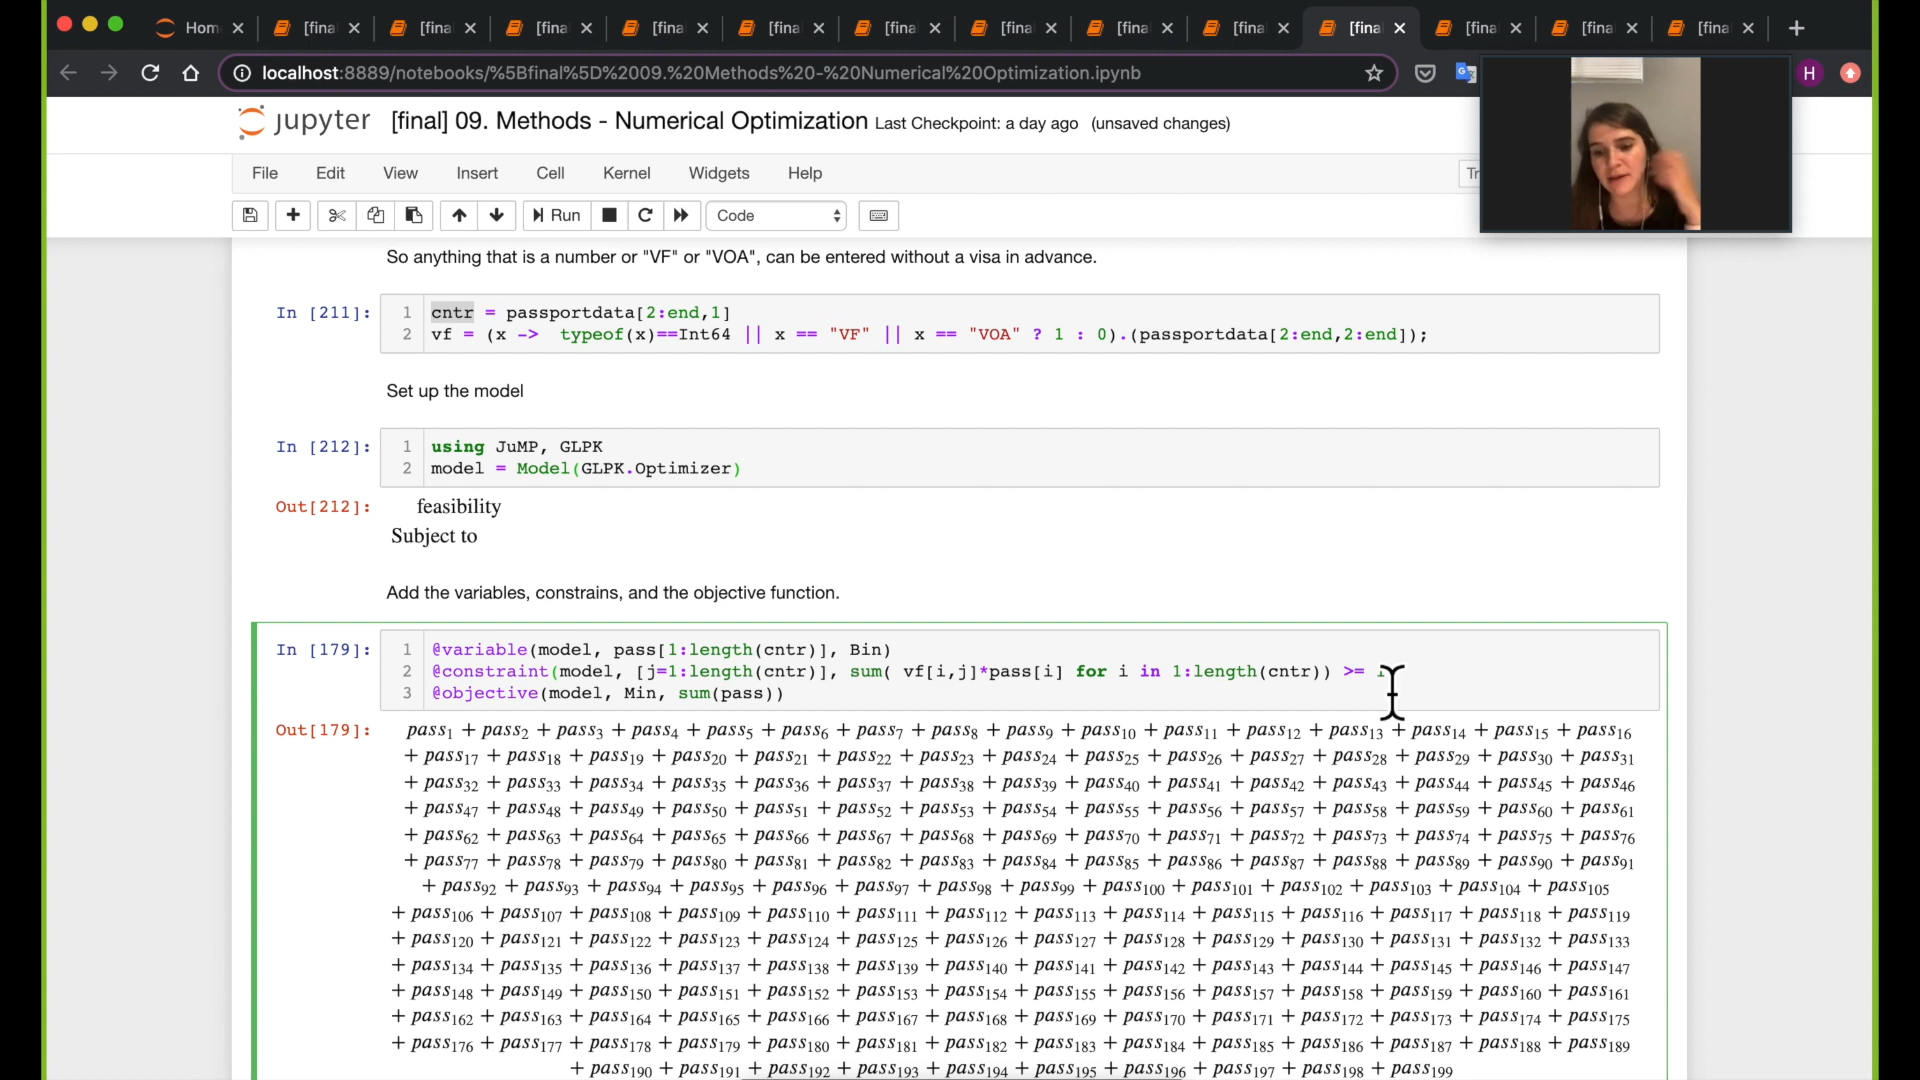 Hom
[fina
[fina
[fina
[fina
[fina
[fina
[fina
[fina
[fina
[fina
[fina
[fina
[fina
localhost:8889/notebooks/%5Bfinal%5D%2009.%20Methods%20-%20Numerical%20Optimization.ipynb
H
jupyter [final] 09. Methods - Numerical Optimization Last Checkpoint: a day ago (unsaved changes)
File Edit View Insert Cell Kernel Widgets Help Tr
Run Code
So anything that is a number or "VF" or "VOA", can be entered without a visa in advance.
In [211]: 1 cntr = passportdata[2:end,1]
2 vf = (x -> typeof(x)==Int64 || x == "VF" || x == "VOA" ? 1 : 0).(passportdata[2:end,2:end]);
Set up the model
In [212]: 1 using JuMP, GLPK
2 model = Model(GLPK.Optimizer)
Out[212]: feasibility
Subject to
Add the variables, constrains, and the objective function.
In [179]: 1 @variable(model, pass[1:length(cntr)], Bin)
2 @constraint(model, [j=1:length(cntr)], sum( vf[i,j]*pass[i] for i in 1:length(cntr)) >=
3 @objective(model, Min, sum(pass))
Out[179]: pass1 + pass2 + pass3 + pass4 + pass5 + pass6 + pass7 + pass8 + pass9 + pass10 + pass11 + pass12 + pass13 + pass14 + pass15 + pass16
+ pass17 + pass18 + pass19 + pass20 + pass21 + pass22 + pass23 + pass24 + pass25 + pass26 + pass27 + pass28 + pass29 + pass30 + pass31
+ pass32 + pass33 + pass34 + pass35 + pass36 + pass37 + pass38 + pass39 + pass40 + pass41 + pass42 + pass43 + pass44 + pass45 + pass46
+ pass47 + pass48 + pass49 + pass50 + pass51 + pass52 + pass53 + pass54 + pass55 + pass56 + pass57 + pass58 + pass59 + pass60 + pass61
+ pass62 + pass63 + pass64 + pass65 + pass66 + pass67 + pass68 + pass69 + pass70 + pass71 + pass72 + pass73 + pass74 + pass75 + pass76
+ pass77 + pass78 + pass79 + pass80 + pass81 + pass82 + pass83 + pass84 + pass85 + pass86 + pass87 + pass88 + pass89 + pass90 + pass91
+ pass92 + pass93 + pass94 + pass95 + pass96 + pass97 + pass98 + pass99 + pass100 + pass101 + pass102 + pass103 + pass104 + pass105
+ pass106 + pass107 + pass108 + pass109 + pass110 + pass111 + pass112 + pass113 + pass114 + pass115 + pass116 + pass117 + pass118 + pass119
+ pass120 + pass121 + pass122 + pass123 + pass124 + pass125 + pass126 + pass127 + pass128 + pass129 + pass130 + pass131 + pass132 + pass133
+ pass134 + pass135 + pass136 + pass137 + pass138 + pass139 + pass140 + pass141 + pass142 + pass143 + pass144 + pass145 + pass146 + pass147
+ pass148 + pass149 + pass150 + pass151 + pass152 + pass153 + pass154 + pass155 + pass156 + pass157 + pass158 + pass159 + pass160 + pass161
+ pass162 + pass163 + pass164 + pass165 + pass166 + pass167 + pass168 + pass169 + pass170 + pass171 + pass172 + pass173 + pass174 + pass175
+ pass176 + pass177 + pass178 + pass179 + pass180 + pass181 + pass182 + pass183 + pass184 + pass185 + pass186 + pass187 + pass188 + pass189
+ pass190 + pass191 + pass192 + pass193 + pass194 + pass195 + pass196 + pass197 + pass198 + pass199